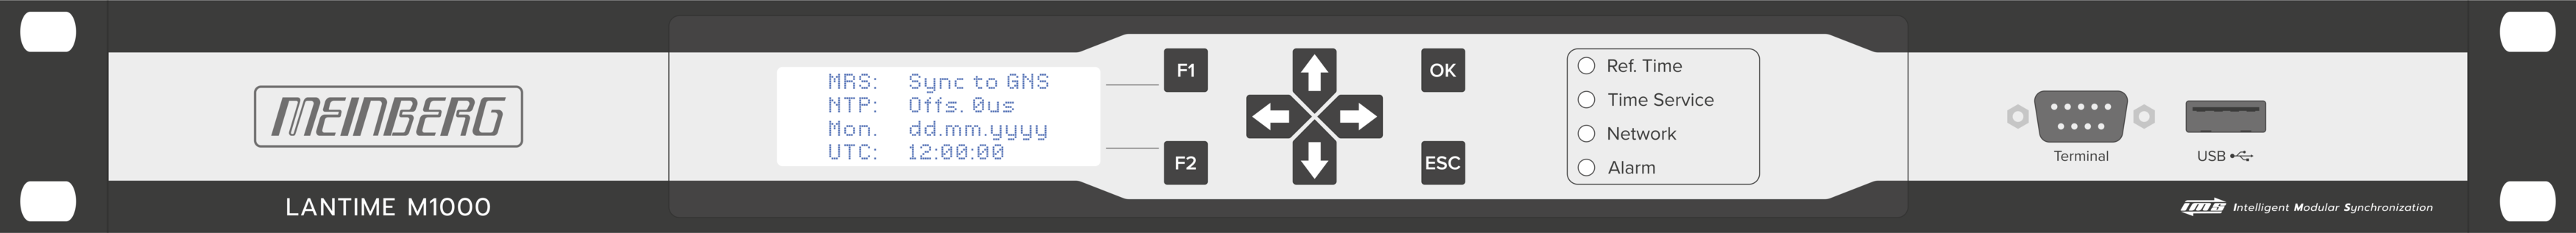 MEINBERG
LANTIME M1000
MRS: Sync to GNS
NTP: Offs. 0us
Mon. dd.mm.yyyy
UTC: 12:00:00
F1
F2
OK
ESC
Ref. Time
Time Service
Network
Alarm
Terminal
USB
ims Intelligent Modular Synchronization